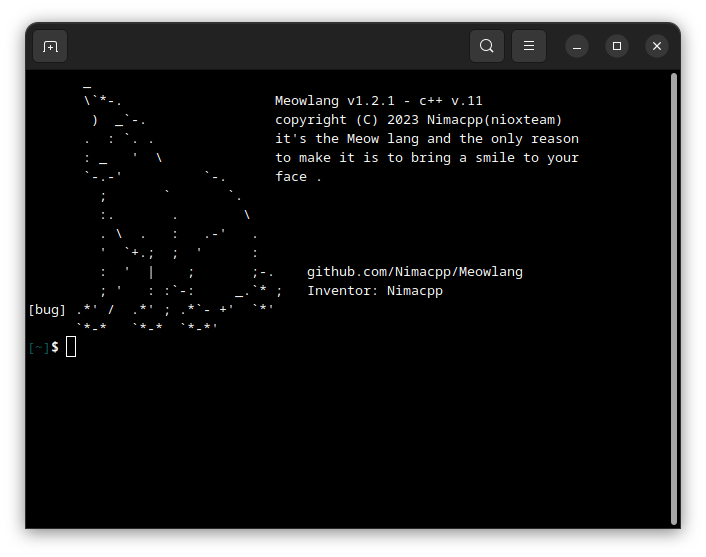 _
       \`*-.                   Meowlang v1.2.1 - c++ v.11
        )  _`-.                copyright (C) 2023 Nimacpp(nioxteam)
       .  : `. .               it's the Meow lang and the only reason
       : _   '  \              to make it is to bring a smile to your
       `-.-'          `-.      face .
         ;       `       `.
         :.       .        \
         . \  .   :   .-'   .
         '  `+.;  ;  '      :
         :  '  |    ;       ;-.    github.com/Nimacpp/Meowlang
         ; '   : :`-:     _.`* ;   Inventor: Nimacpp
[bug] .*' /  .*' ; .*`- +'  `*'
      `*-*   `*-*  `*-*'
[~]$